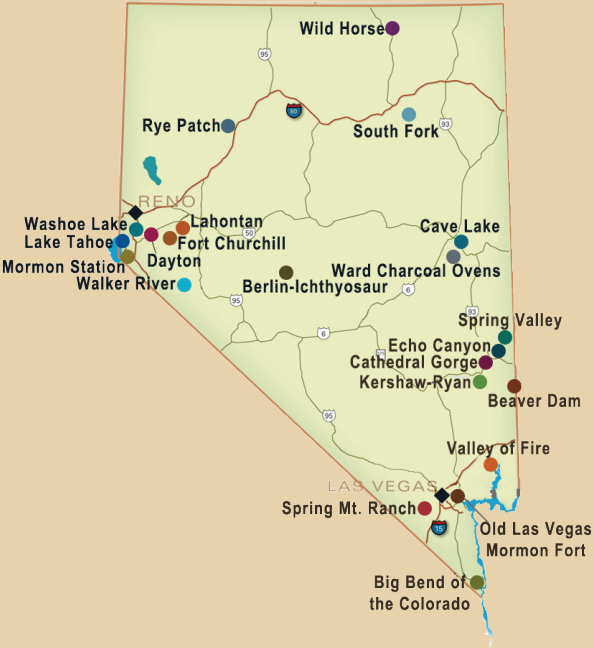 Wild Horse
95
80
Rye Patch
South Fork
93
RENO
Washoe Lake
Lahontan
Cave Lake
50
Lake Tahoe
Fort Churchill
Mormon Station
Dayton
Ward Charcoal Ovens
Walker River
Berlin-Ichthyosaur
6
95
93
Spring Valley
6
Echo Canyon
Cathedral Gorge
Kershaw-Ryan
Beaver Dam
95
Valley of Fire
LAS VEGAS
Spring Mt. Ranch
15
Old Las Vegas
Mormon Fort
Big Bend of
the Colorado